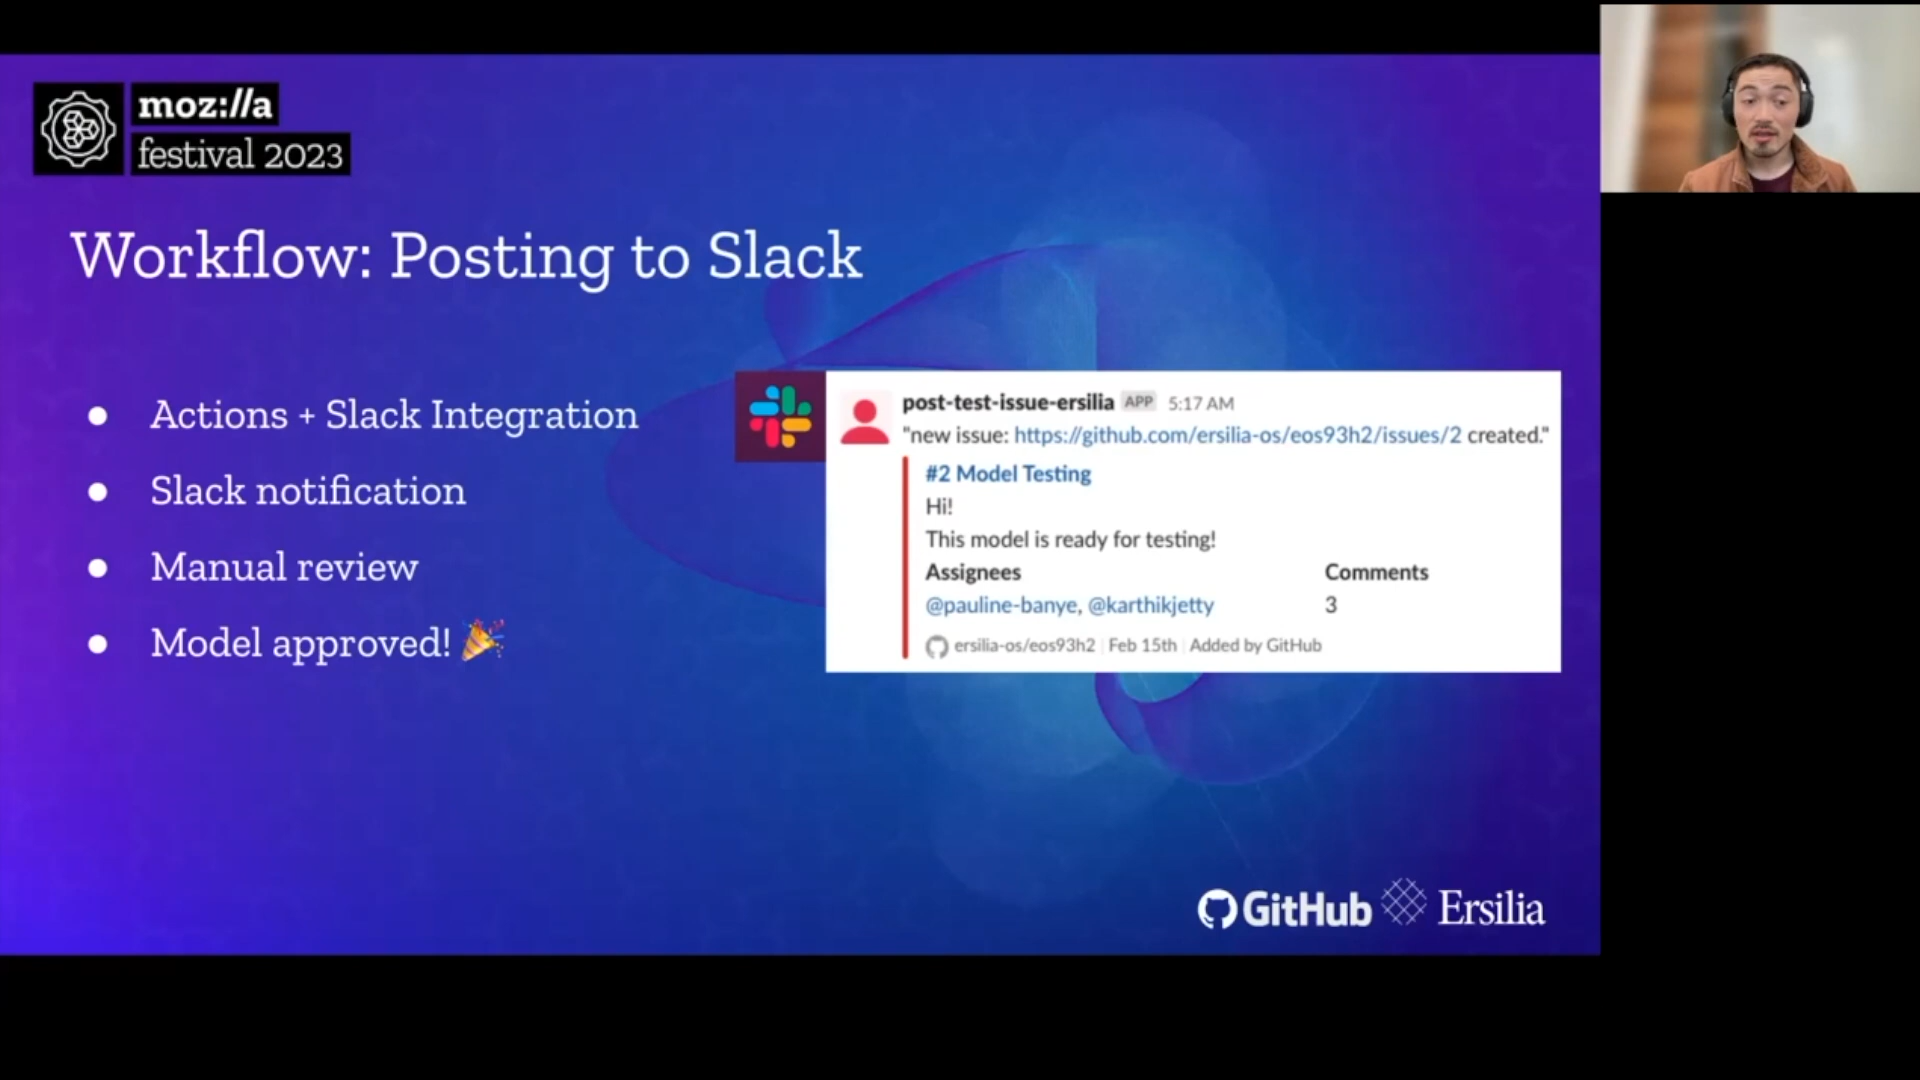 moz://a
festival 2023
Workflow: Posting to Slack
Actions + Slack Integration
Slack notification
Manual review
Model approved! 🎉
post-test-issue-ersilia APP 5:17 AM
"new issue: https://github.com/ersilia-os/eos93h2/issues/2 created."
#2 Model Testing
Hi!
This model is ready for testing!
Assignees Comments
@pauline-banye, @karthikjetty 3
ersilia-os/eos93h2 | Feb 15th | Added by GitHub
GitHub Ersilia